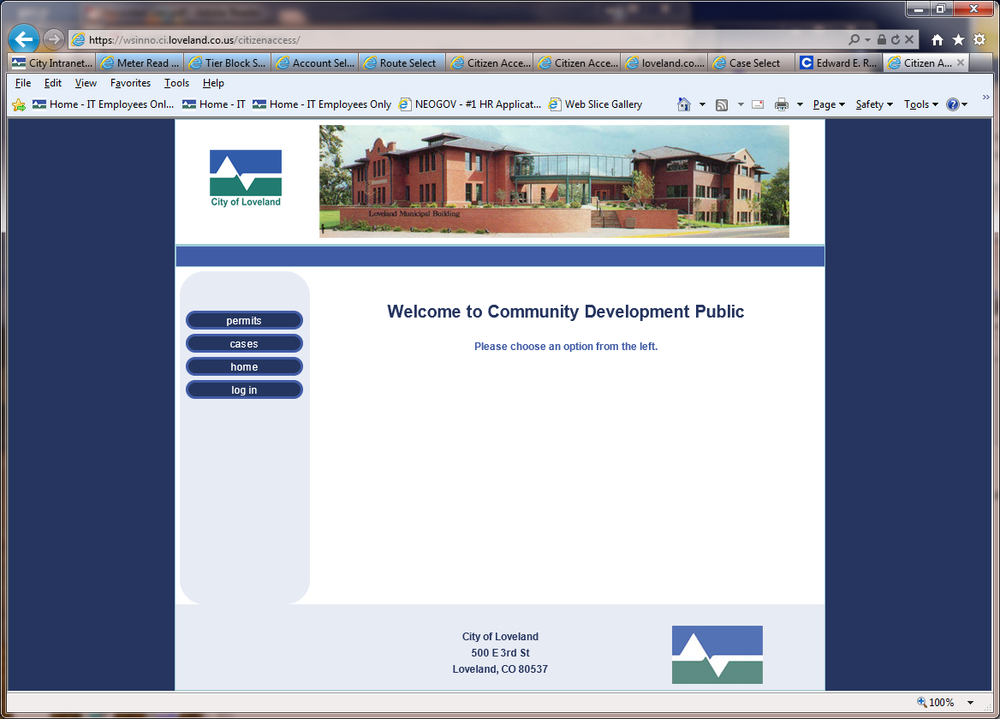 https://wsinno.ci.loveland.co.us/citizenaccess/
City Intranet... Meter Read ... Tier Block S... Account Sel... Route Select Citizen Acce... Citizen Acce... loveland.co.... Case Select Edward E. R... Citizen A...
File Edit View Favorites Tools Help
Home - IT Employees Onl... Home - IT Home - IT Employees Only NEOGOV - #1 HR Applicat... Web Slice Gallery Page Safety Tools
City of Loveland
Loveland Municipal Building
permits
cases
home
log in
Welcome to Community Development Public
Please choose an option from the left.
City of Loveland
500 E 3rd St
Loveland, CO 80537
100%